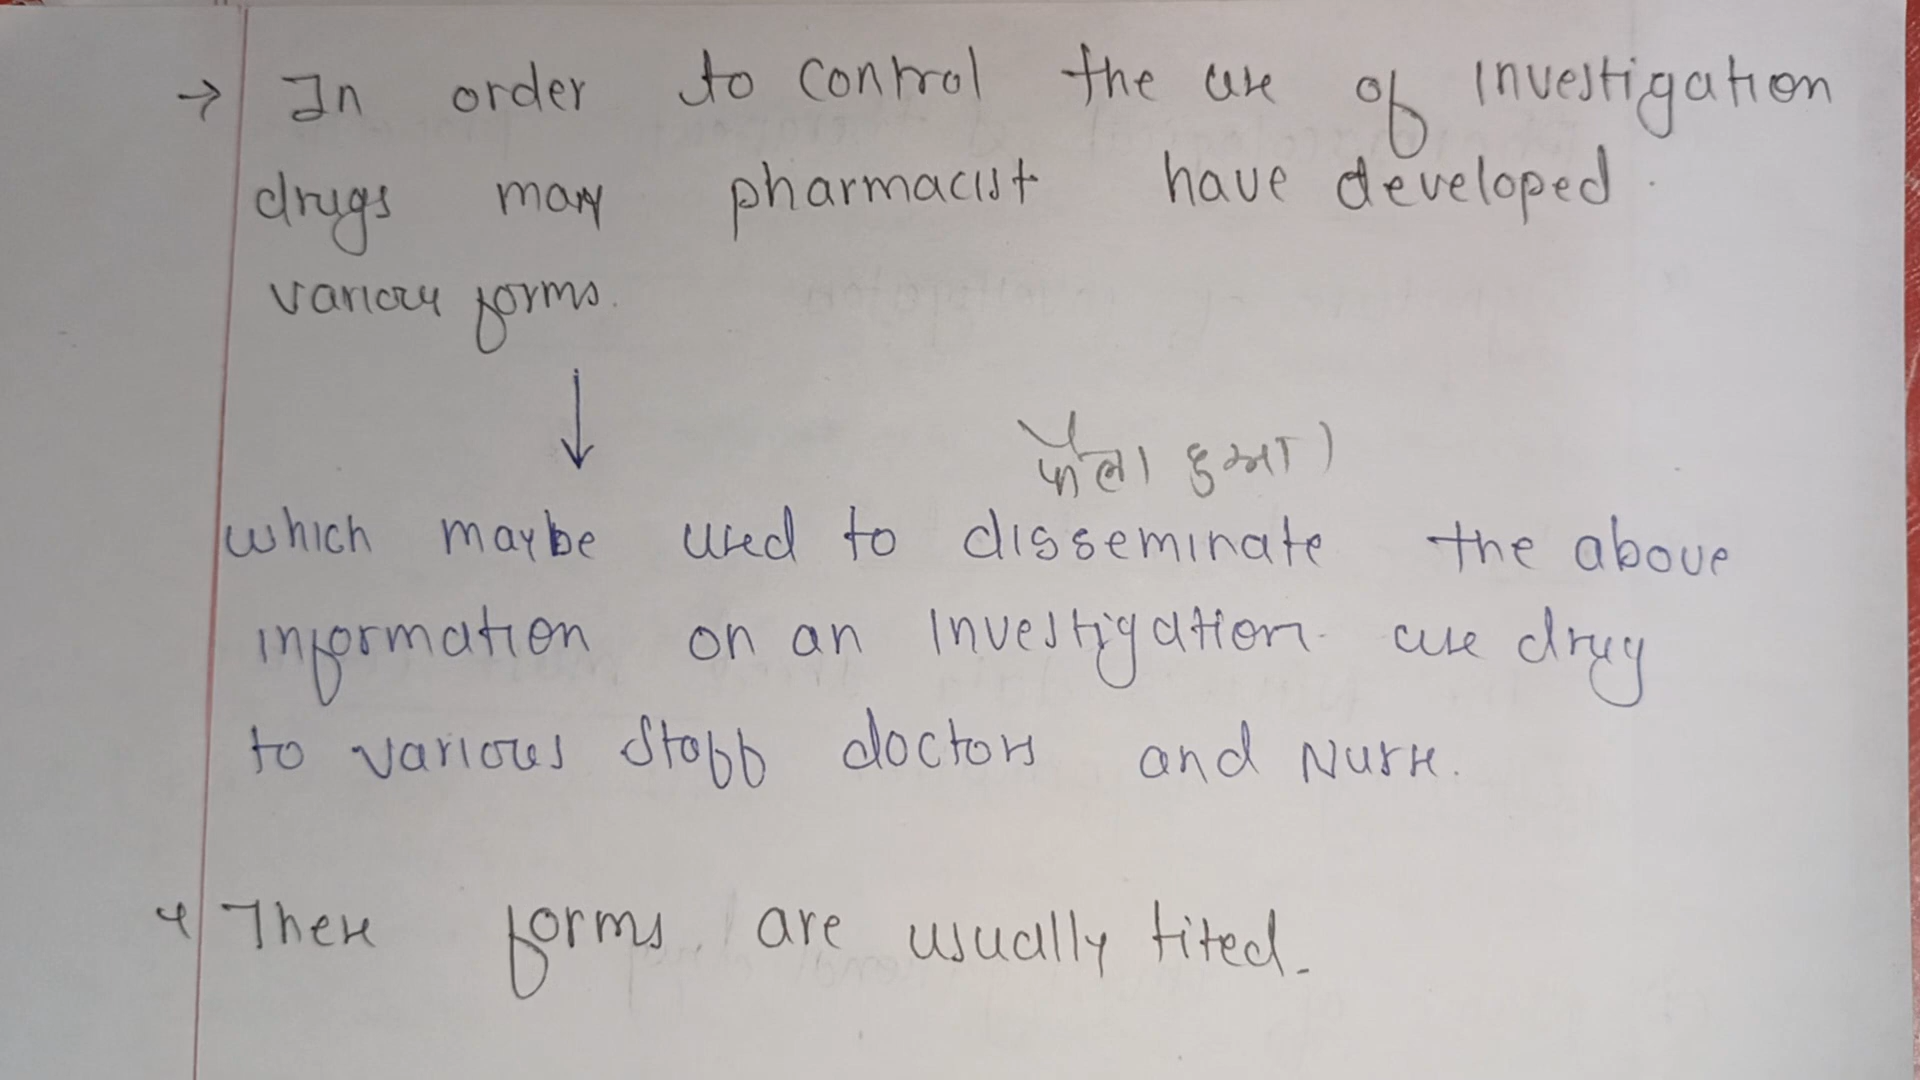 → In order to control the use of investigation
drugs many pharmacist have developed.
various forms.
↓
फैला हुआ)
which maybe used to disseminate the above
information on an investigation use drug
to various staff doctors and Nurse.
These forms are usually tited.